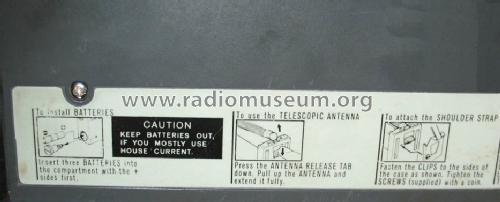 www.radiomuseum.org
To install BATTERIES
Insert three BATTERIES into
the compartment with the +
sides first.
CAUTION
KEEP BATTERIES OUT,
IF YOU MOSTLY USE
HOUSE CURRENT.
To use the TELESCOPIC ANTENNA
Press the ANTENNA RELEASE TAB
down. Pull up the ANTENNA and
extend it fully.
To attach the SHOULDER STRAP
Fasten the CLIPS to the sides of
the case as shown. Tighten the
SCREWS (supplied) with a coin.